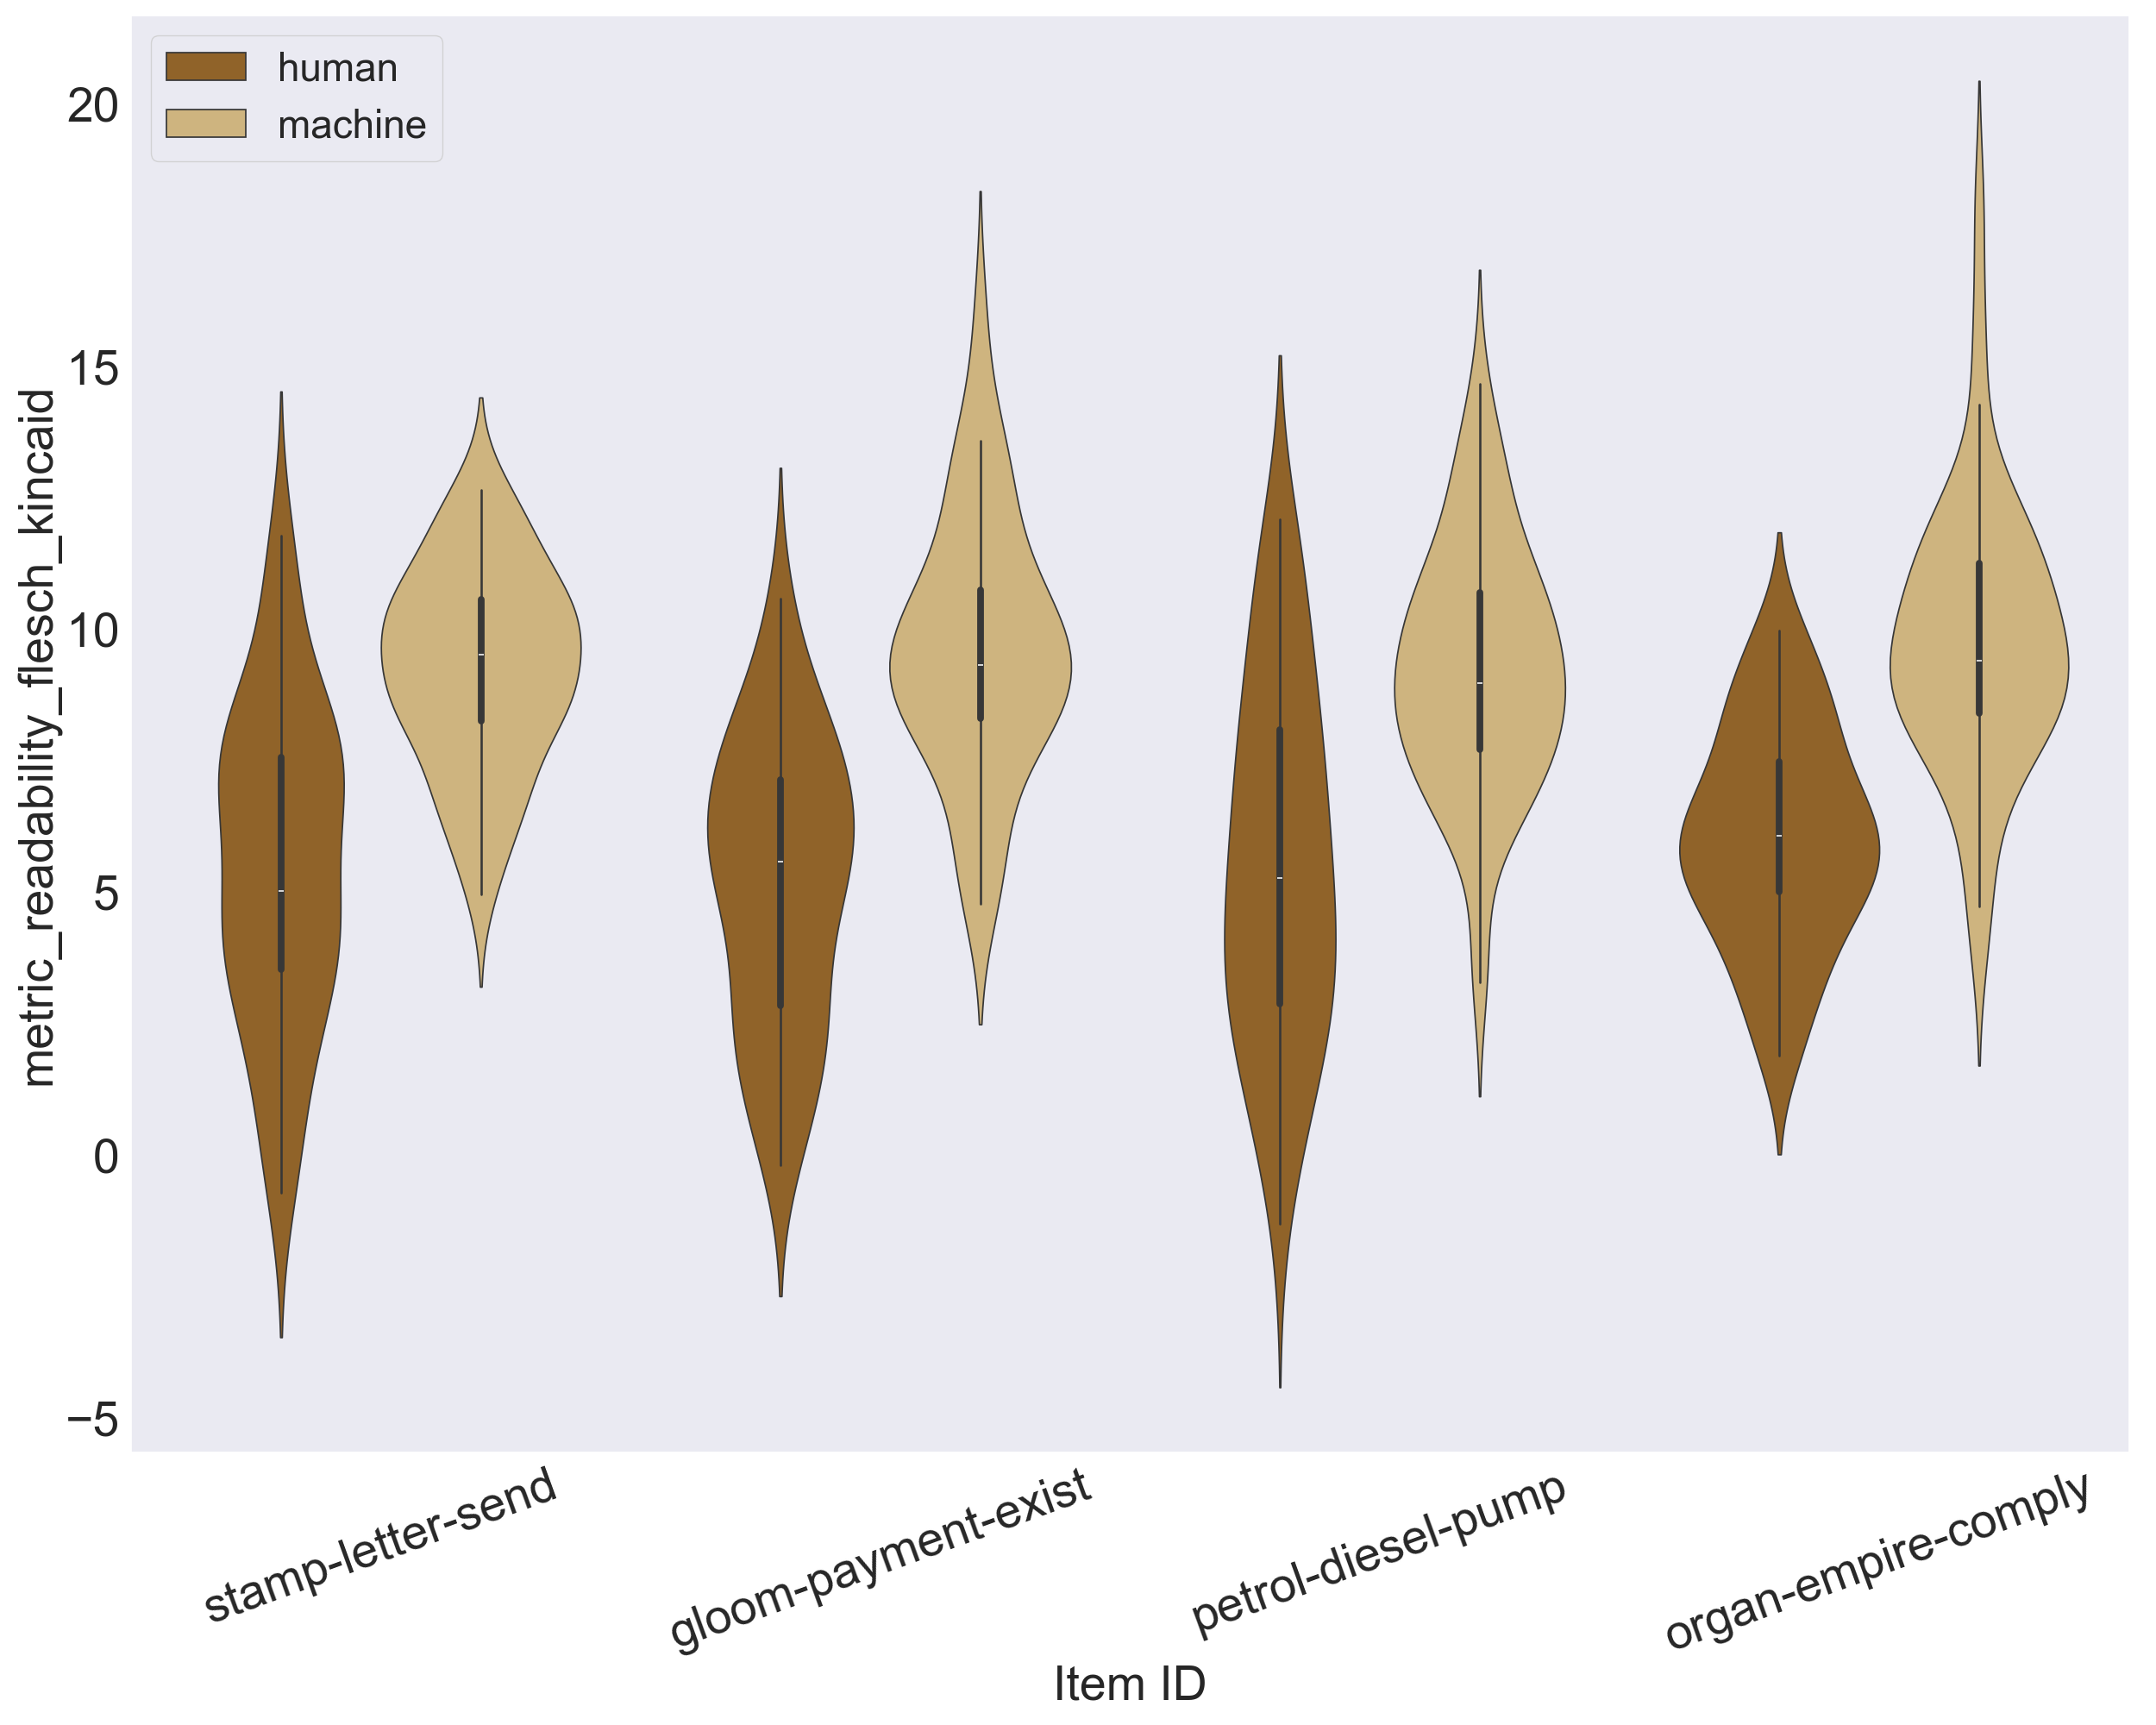 human
machine
metric_readability_flesch_kincaid
20
15
10
5
0
−5
stamp-letter-send
gloom-payment-exist
petrol-diesel-pump
organ-empire-comply
Item ID